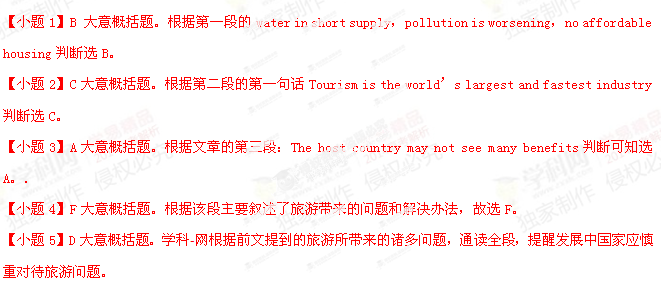 【小题1】B 大意概括题。根据第一段的 water in short supply, pollution is worsening, no affordable
housing 判断选 B。
【小题2】C 大意概括题。根据第二段的第一句话 Tourism is the world's largest and fastest industry
判断选 C。
【小题3】A 大意概括题。根据文章的第三段：The host country may not see many benefits 判断可知选
A。.
【小题4】F 大意概括题。根据该段主要叙述了旅游带来的问题和解决办法，故选 F。
【小题5】D 大意概括题。学科-网根据前文提到的旅游所带来的诸多问题，通读全段，提醒发展中国家应慎
重对待旅游问题。